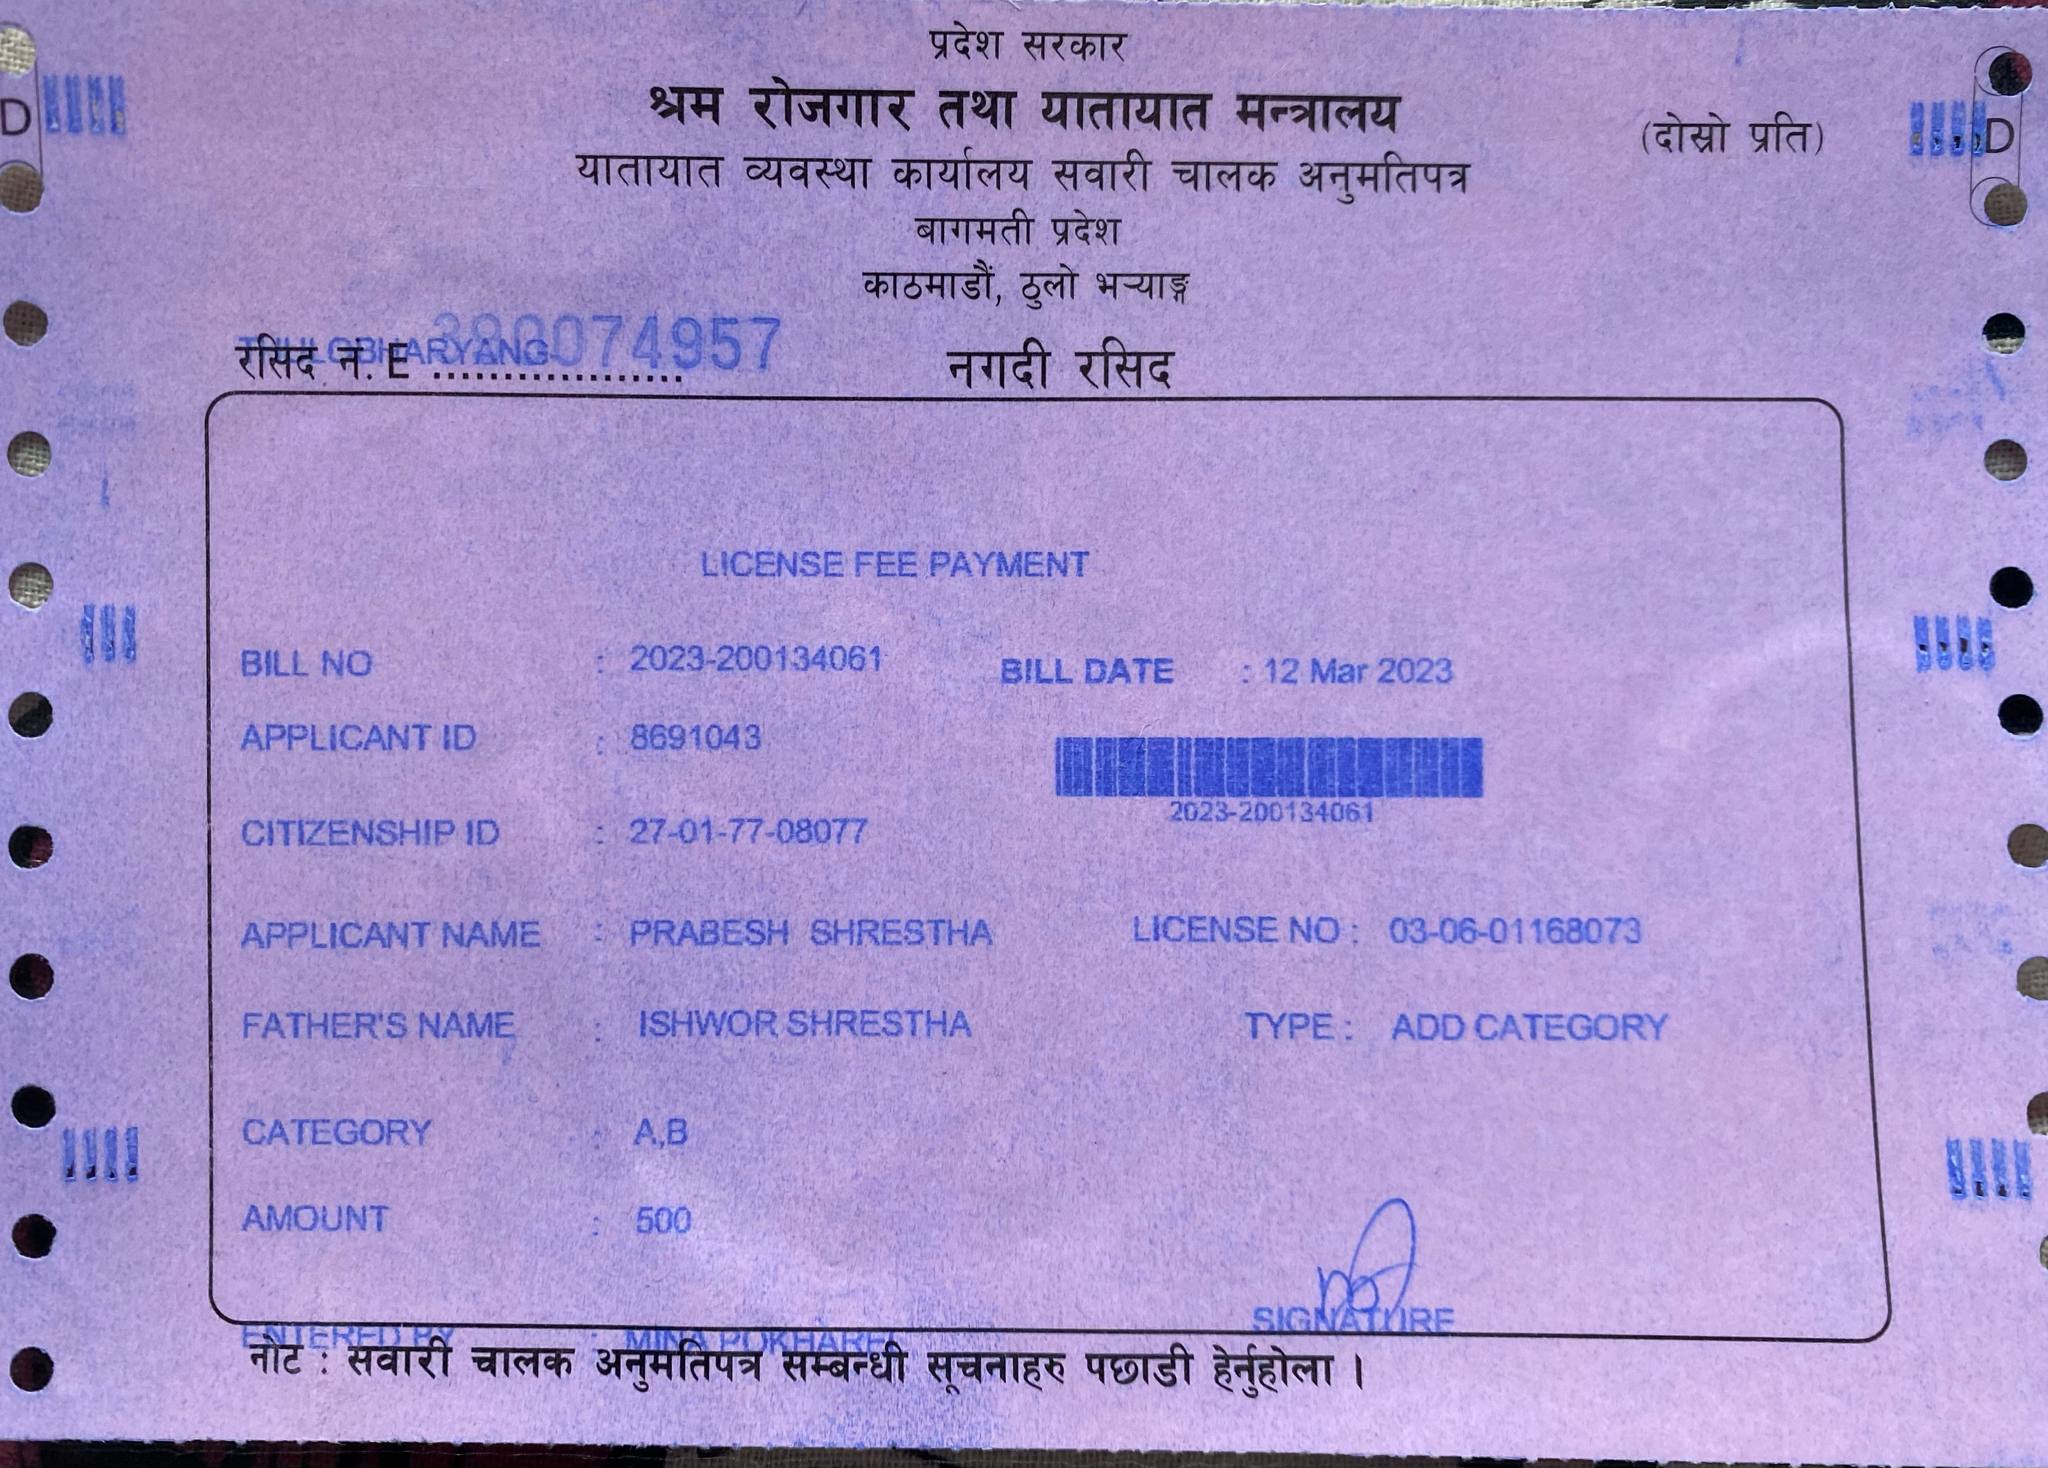 प्रदेश सरकार
श्रम रोजगार तथा यातायात मन्त्रालय
(दोस्रो प्रति)
D
D
यातायात व्यवस्था कार्यालय सवारी चालक अनुमतिपत्र
बागमती प्रदेश
काठमाडौं, ठुलो भर्‍याङ्ग
THULOBHARYANG
रसिद नं. E .................. 074957
नगदी रसिद
LICENSE FEE PAYMENT
BILL NO : 2023-200134061 BILL DATE : 12 Mar 2023
APPLICANT ID : 8691043
2023-200134061
CITIZENSHIP ID : 27-01-77-08077
APPLICANT NAME : PRABESH SHRESTHA LICENSE NO : 03-06-01168073
FATHER'S NAME : ISHWOR SHRESTHA TYPE : ADD CATEGORY
CATEGORY : A,B
AMOUNT : 500
SIGNATURE
ENTERED BY : MINA POKHAREL
नोट : सवारी चालक अनुमतिपत्र सम्बन्धी सूचनाहरु पछाडी हेर्नुहोला ।